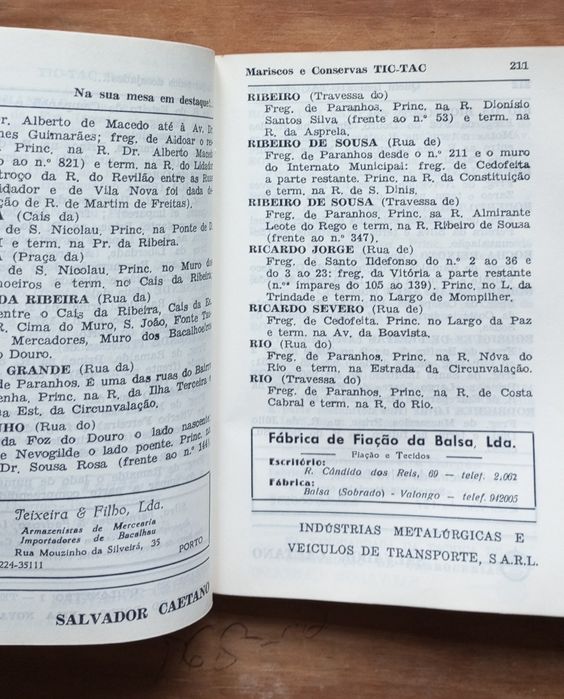 Na sua mesa em destaque!..
r. Alberto de Macedo até à Av. Dr.
nes Guimarães; freg. de Aldoar o res-
Princ, na R. Dr. Alberto Macedo
ao n.º 821) e term. na R. do Lidador
troço da R. do Revilão entre as Ruas
idador e de Vila Nova foi dada de-
ção de R. de Martim de Freitas).
(Cais da)
de S. Nicolau, Princ, na Ponte de D.
I e term. na Pr. da Ribeira.
(Praça da)
de S. Nicolau, Princ. no Muro dos
hoeiros e term. no Cais da Ribeira.
DA RIBEIRA (Rua da)
entre o Cais da Ribeira, Cais da Es-
R. Cima do Muro, S. João, Fonte Tau-
Mercadores, Muro dos Bacalhoeiros
o Douro.
GRANDE (Rua da)
de Paranhos. É uma das ruas do Bairro
enha, Princ, na R. da Ilha Terceira e
na Est, da Circunvalação.
NHO (Rua do)
da Foz do Douro o lado nascente:
e Nevogilde o lado poente. Princ, na
Dr. Sousa Rosa (frente ao n.º 144).
Teixeira & Filho, Lda.
Armazenistas de Mercearia
Importadores de Bacalhau
Rua Mouzinho da Silveira, 35
224-35111 PORTO
SALVADOR CAETANO
Mariscos e Conservas TIC-TAC 211
RIBEIRO (Travessa do)
Freg. de Paranhos, Princ. na R. Dionísio
Santos Silva (frente ao n.º 53) e term. na
R. da Asprela.
RIBEIRO DE SOUSA (Rua de)
Freg. de Paranhos desde o n.º 211 e o muro
do Internato Municipal: freg. de Cedofeita
a parte restante. Princ, na R. da Constituição
e term. na R. de S. Dinis.
RIBEIRO DE SOUSA (Travessa de)
Freg. de Paranhos, Princ, sa R. Almirante
Leote do Rego e term. na R. Ribeiro de Sousa
(frente ao n.º 347).
RICARDO JORGE (Rua de)
Freg. de Santo Ildefonso do n.º 2 ao 36 e
do 3 ao 23: freg. da Vitória a parte restante
(n.ºs ímpares do 105 ao 139). Princ. no L. da
Trindade e term. no Largo de Mompilher.
RICARDO SEVERO (Rua de)
Freg. de Cedofeita. Princ. no Largo da Paz
e term. na Av. da Boavista.
RIO (Rua do)
Freg, de Paranhos, Princ, na R, Nóva do
Rio e term, na Estrada da Circunvalação.
RIO (Travessa do)
Freg, de Paranhos, Princ, na R. de Costa
Cabral e term, na R. do Rio.
Fábrica de Fiação da Balsa, Lda.
Fiação e Tecidos
Escritório:
R. Cândido dos Reis, 69 — telef. 2.062
Fábrica:
Balsa (Sobrado) - Valongo — telef. 942005
INDÚSTRIAS METALÚRGICAS E
VEICULOS DE TRANSPORTE, S.A.R.L.